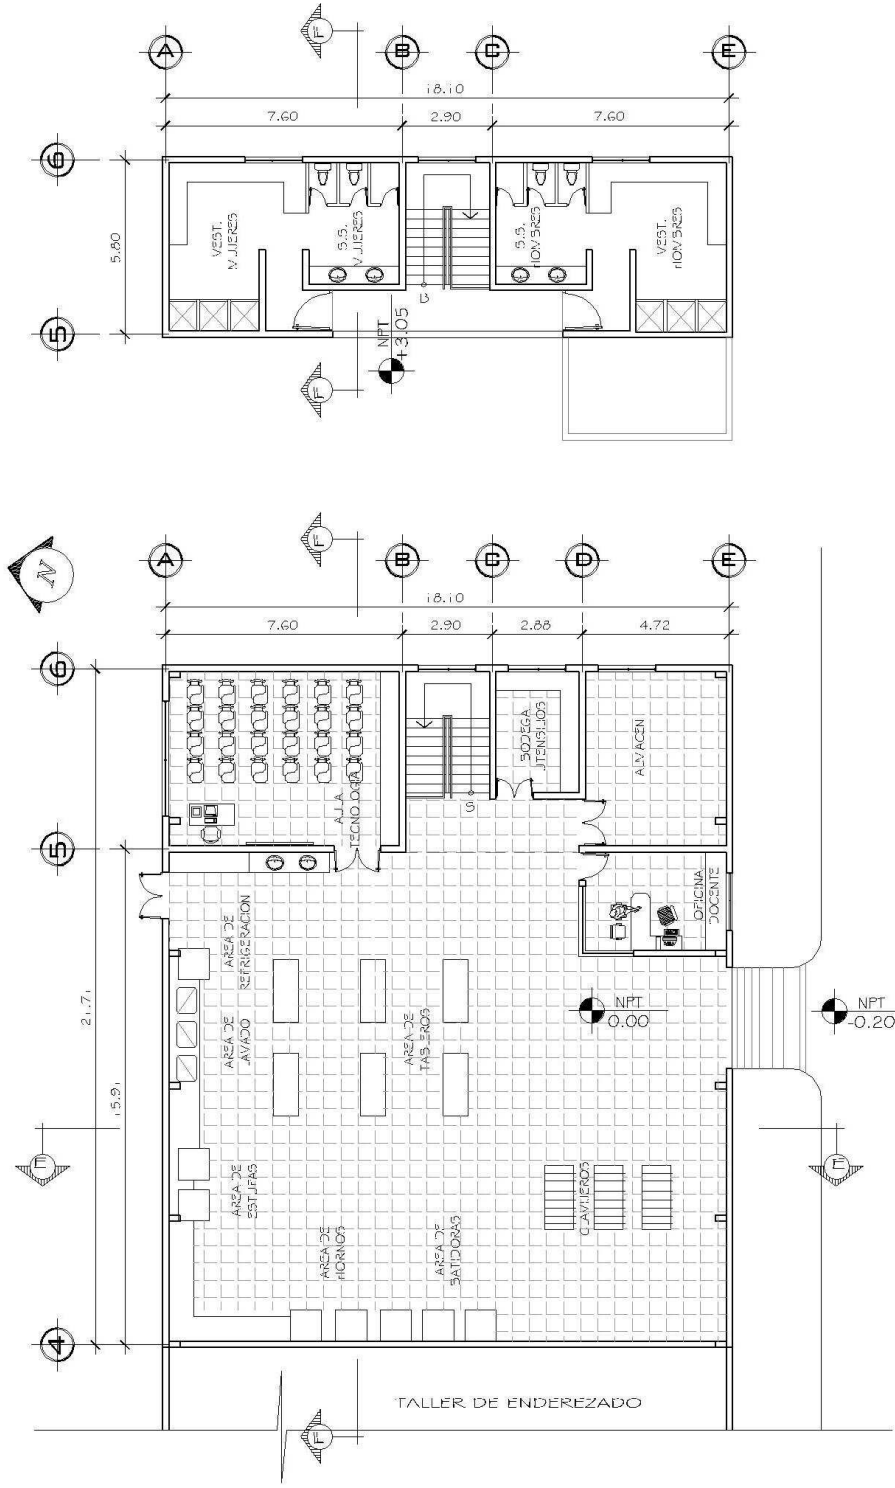 F
A
B
C
E
18.10
7.60
2.90
7.60
6
5.80
5
VEST.
MUJERES
S.S.
MUJERES
S.S.
HOMBRES
VEST.
HOMBRES
B
NPT
+3.05
F
N
F
A
B
C
D
E
18.10
7.60
2.90
2.88
4.72
6
5
4
21.71
15.91
AULA
TECNOLOGIA
S
BODEGA
UTENSILIOS
ALMACEN
OFICINA
DOCENTE
AREA DE
REFRIGERACION
AREA DE
LAVADO
AREA DE
TABLEROS
NPT
0.00
NPT
-0.20
E
E
AREA DE
ESTUFAS
AREA DE
HORNOS
AREA DE
BATIDORAS
CLAVIJEROS
TALLER DE ENDEREZADO
F